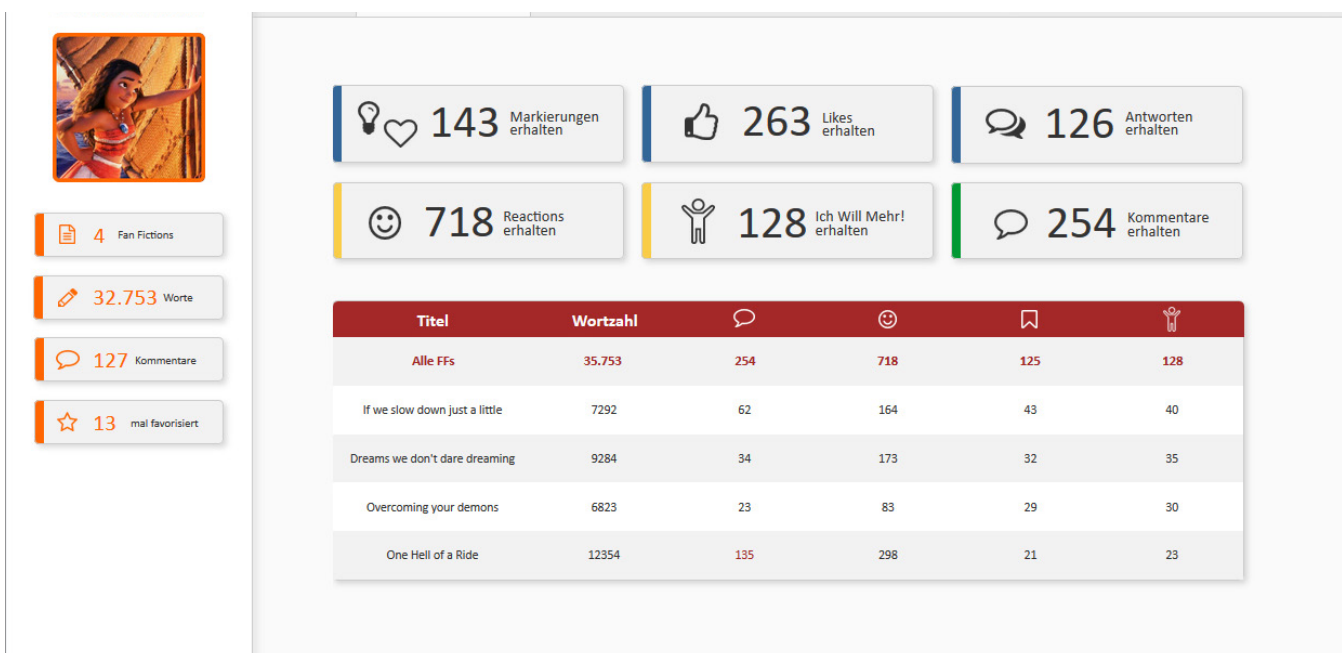 4 Fan Fictions
32.753 Worte
127 Kommentare
13 mal favorisiert
143 Markierungen
erhalten
263 Likes
erhalten
126 Antworten
erhalten
718 Reactions
erhalten
128 Ich Will Mehr!
erhalten
254 Kommentare
erhalten
Titel Wortzahl
Alle FFs 35.753 254 718 125 128
If we slow down just a little 7292 62 164 43 40
Dreams we don't dare dreaming 9284 34 173 32 35
Overcoming your demons 6823 23 83 29 30
One Hell of a Ride 12354 135 298 21 23